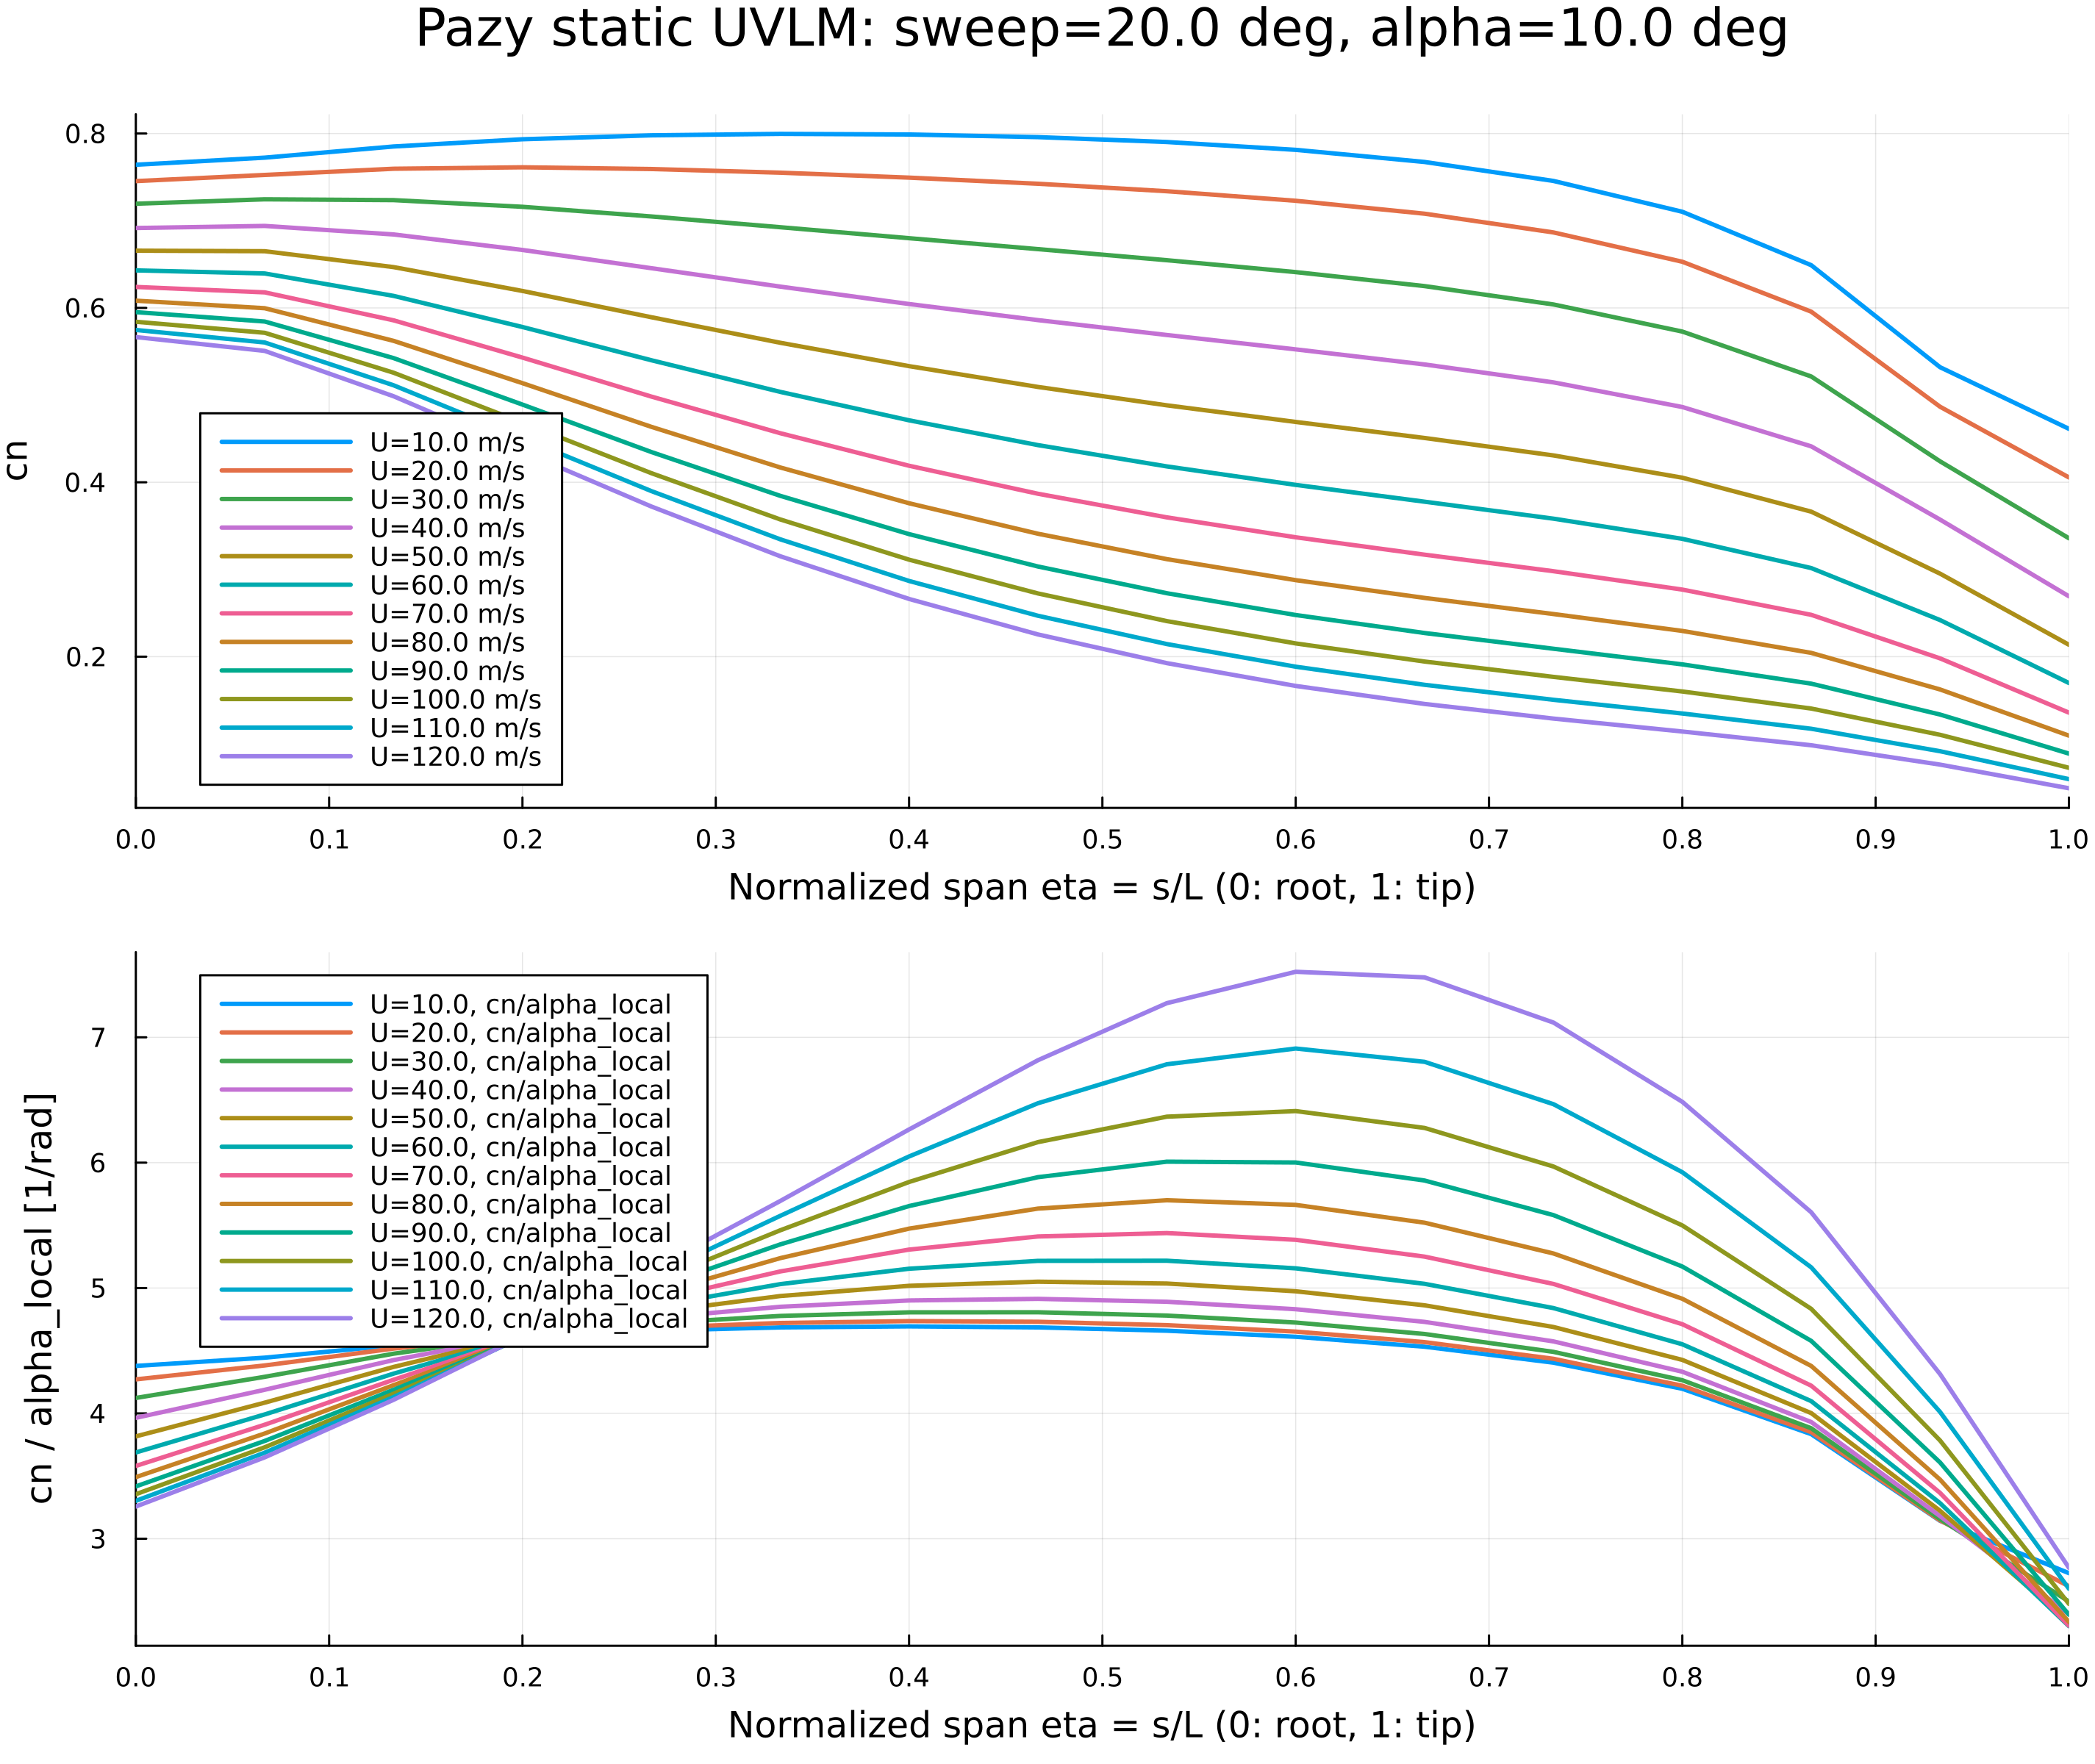 Pazy static UVLM: sweep=20.0 deg, alpha=10.0 deg
cn
0.8
0.6
0.4
0.2
U=10.0 m/s
U=20.0 m/s
U=30.0 m/s
U=40.0 m/s
U=50.0 m/s
U=60.0 m/s
U=70.0 m/s
U=80.0 m/s
U=90.0 m/s
U=100.0 m/s
U=110.0 m/s
U=120.0 m/s
0.0 0.1 0.2 0.3 0.4 0.5 0.6 0.7 0.8 0.9 1.0
Normalized span eta = s/L (0: root, 1: tip)
cn / alpha_local [1/rad]
7
6
5
4
3
U=10.0, cn/alpha_local
U=20.0, cn/alpha_local
U=30.0, cn/alpha_local
U=40.0, cn/alpha_local
U=50.0, cn/alpha_local
U=60.0, cn/alpha_local
U=70.0, cn/alpha_local
U=80.0, cn/alpha_local
U=90.0, cn/alpha_local
U=100.0, cn/alpha_local
U=110.0, cn/alpha_local
U=120.0, cn/alpha_local
0.0 0.1 0.2 0.3 0.4 0.5 0.6 0.7 0.8 0.9 1.0
Normalized span eta = s/L (0: root, 1: tip)